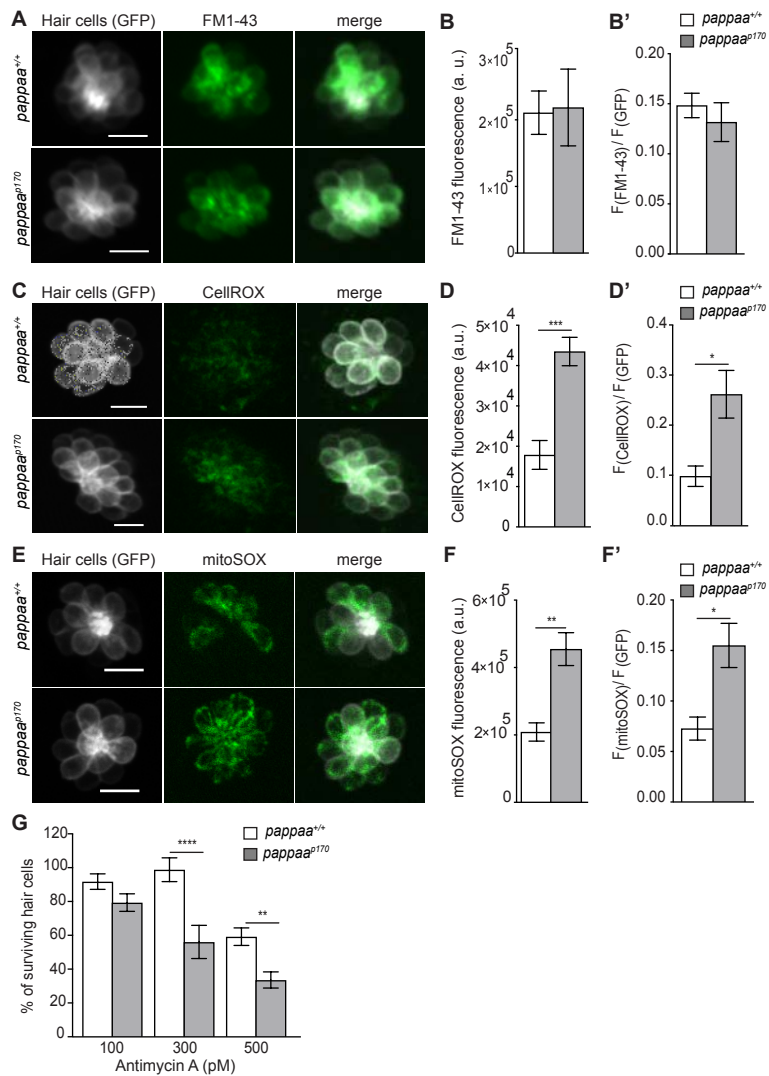 A
Hair cells (GFP)
FM1-43
merge
pappaa+/+
pappaap170
B
FM1-43 fluorescence (a. u.)
3×10^5
2×10^5
1×10^5
0
B'
pappaa+/+
pappaap170
F(FM1-43)/ F(GFP)
0.20
0.15
0.10
0.05
0.00
C
Hair cells (GFP)
CellROX
merge
pappaa+/+
pappaap170
D
CellROX fluorescence (a.u.)
5×10^4
4×10^4
3×10^4
2×10^4
1×10^4
0
***
D'
pappaa+/+
pappaap170
F(CellROX)/ F(GFP)
0.4
0.3
0.2
0.1
0.0
*
E
Hair cells (GFP)
mitoSOX
merge
pappaa+/+
pappaap170
F
mitoSOX fluorescence (a.u.)
6×10^5
4×10^5
2×10^5
0
**
F'
pappaa+/+
pappaap170
F(mitoSOX)/ F(GFP)
0.20
0.15
0.10
0.05
0.00
*
G
pappaa+/+
pappaap170
% of surviving hair cells
120
100
80
60
40
20
0
****
**
100 300 500
Antimycin A (pM)